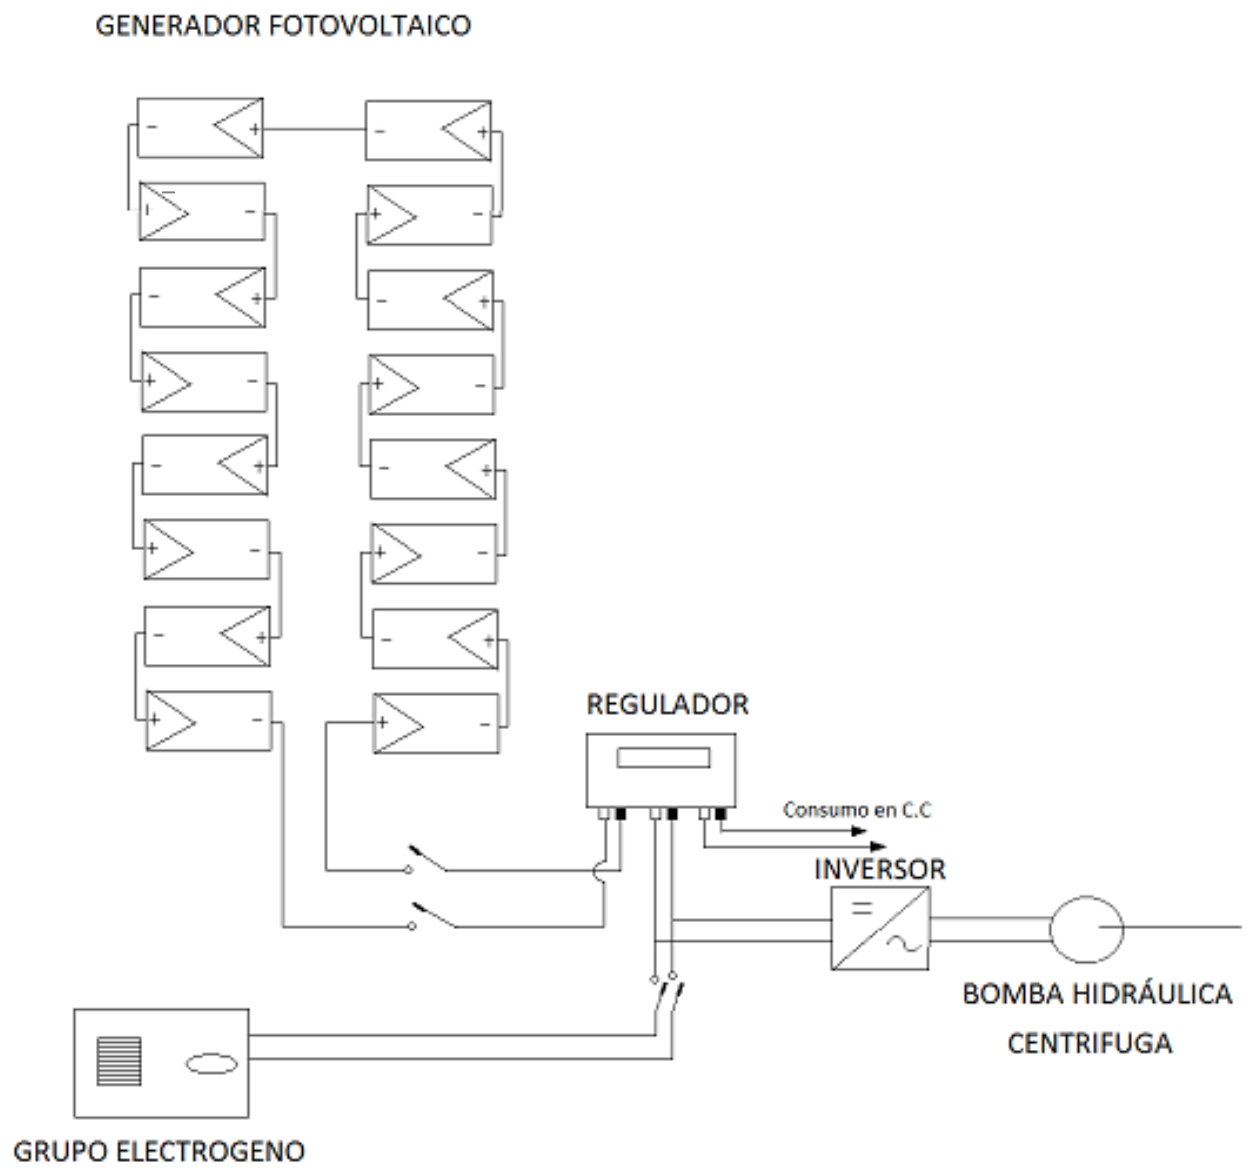 GENERADOR FOTOVOLTAICO
REGULADOR
Consumo en C.C
INVERSOR
BOMBA HIDRÁULICA
CENTRIFUGA
GRUPO ELECTROGENO